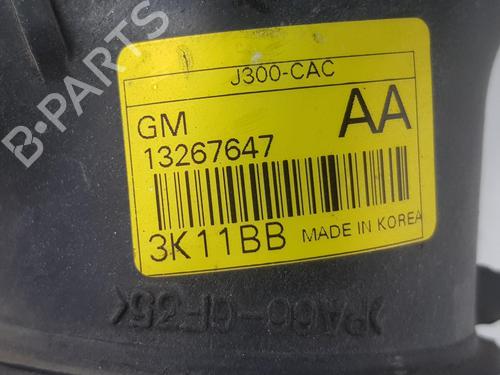 J300-CAC
GM AA
13267647
3K11BB MADE IN KOREA
>PA66-GF35<
B-PARTS